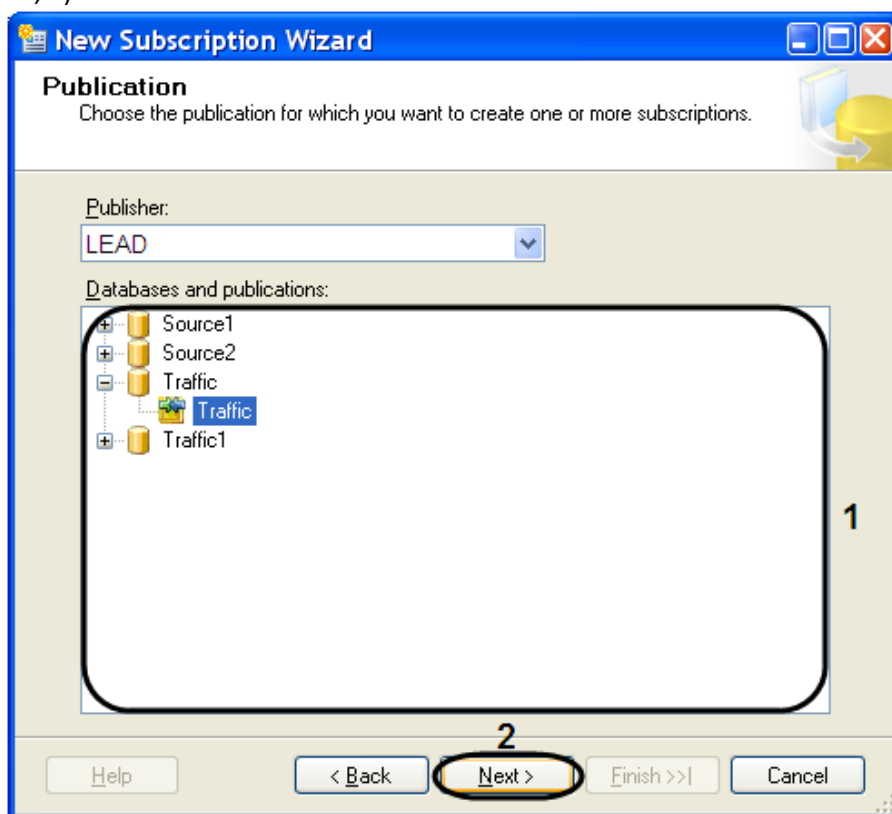 New Subscription Wizard
Publication
Choose the publication for which you want to create one or more subscriptions.
Publisher:
LEAD
Databases and publications:
Source1
Source2
Traffic
Traffic
Traffic1
1
2
Help
< Back
Next >
Finish >>|
Cancel